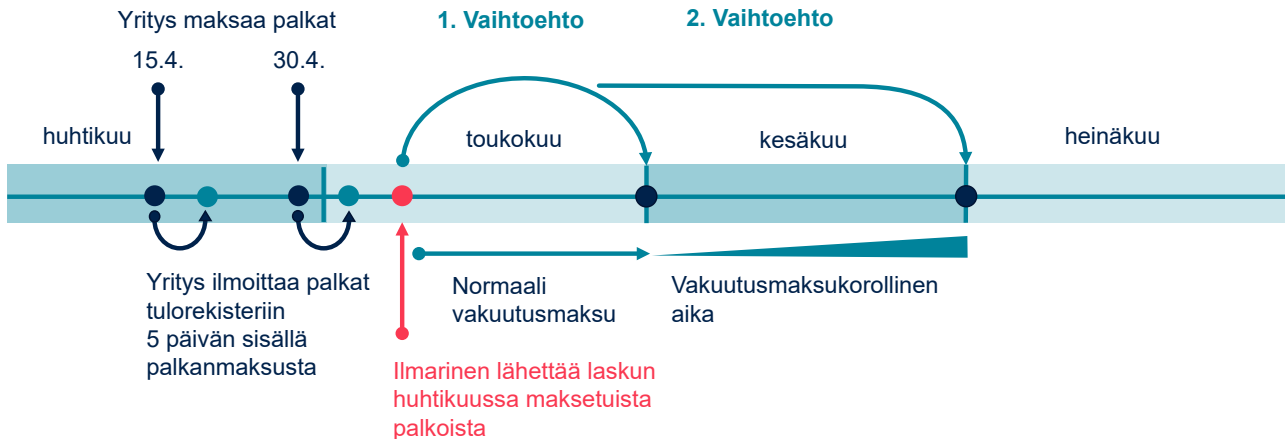 Yritys maksaa palkat
15.4.
30.4.
1. Vaihtoehto
2. Vaihtoehto
huhtikuu
toukokuu
kesäkuu
heinäkuu
Yritys ilmoittaa palkat
tulorekisteriin
5 päivän sisällä
palkanmaksusta
Normaali
vakuutusmaksu
Vakuutusmaksukorollinen
aika
Ilmarinen lähettää laskun
huhtikuussa maksetuista
palkoista